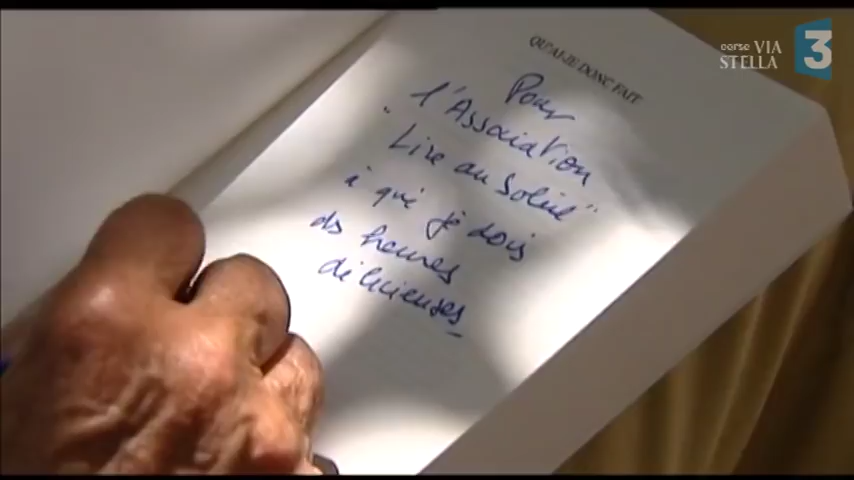 corse VIA
STELLA
3
QU'AI-JE DONC FAIT
Pour
l'Association
"Lire au Soleil"
à qui je dois
des heures
délicieuses